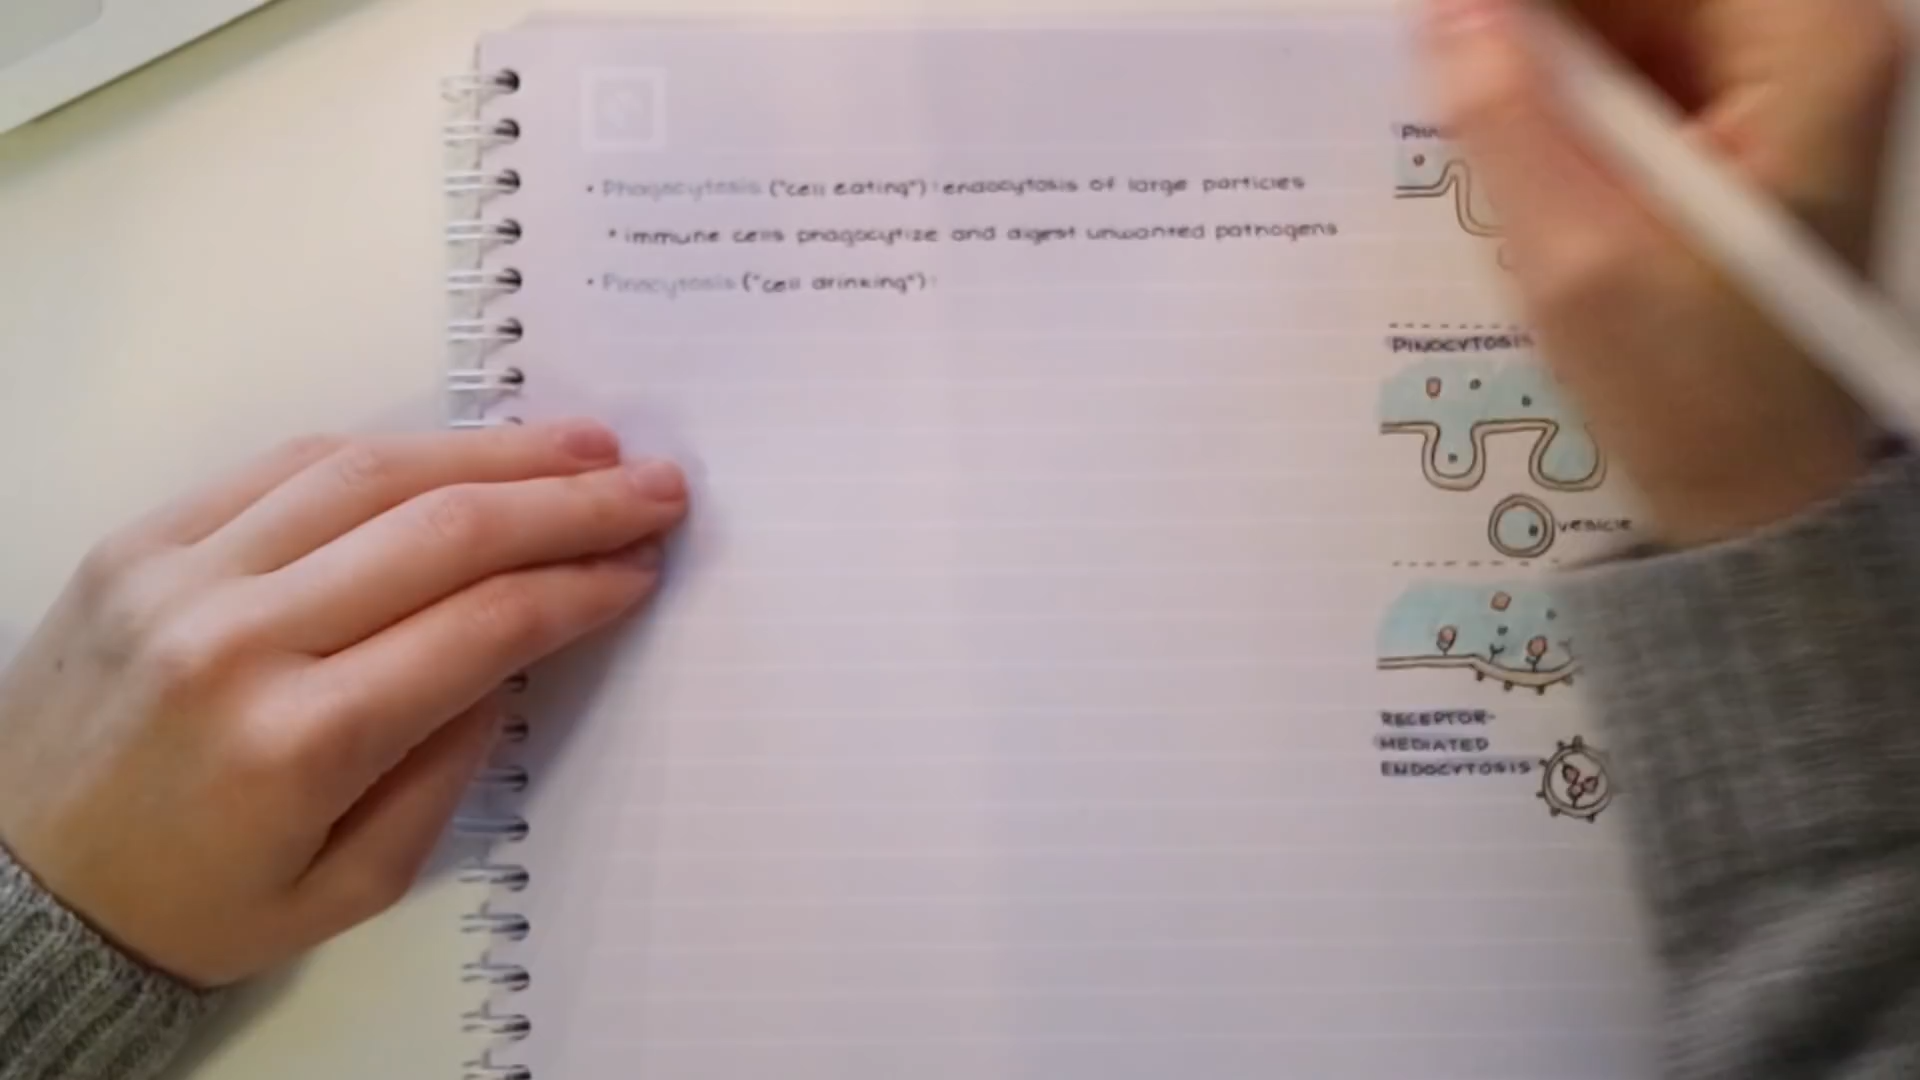 • Phagocytosis ("cell eating"): endocytosis of large particles
• immune cells phagocytize and digest unwanted pathogens
• Pinocytosis ("cell drinking"):
PINOCYTOSIS
vesicle
RECEPTOR-
MEDIATED
ENDOCYTOSIS